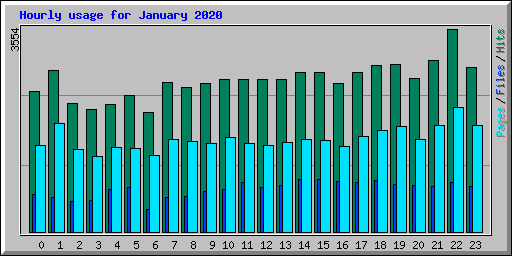 Hourly usage for January 2020
3554
Pages/Files/Hits
0 1 2 3 4 5 6 7 8 9 10 11 12 13 14 15 16 17 18 19 20 21 22 23